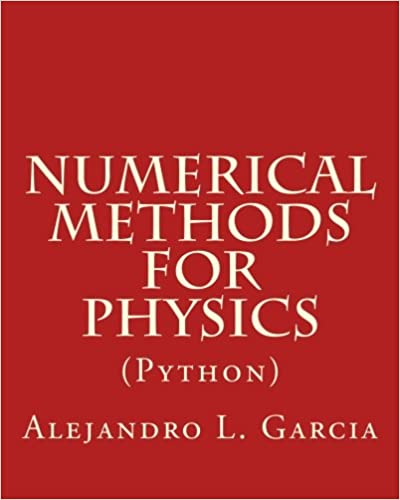 NUMERICAL
METHODS
FOR
PHYSICS
(Python)
Alejandro L. Garcia